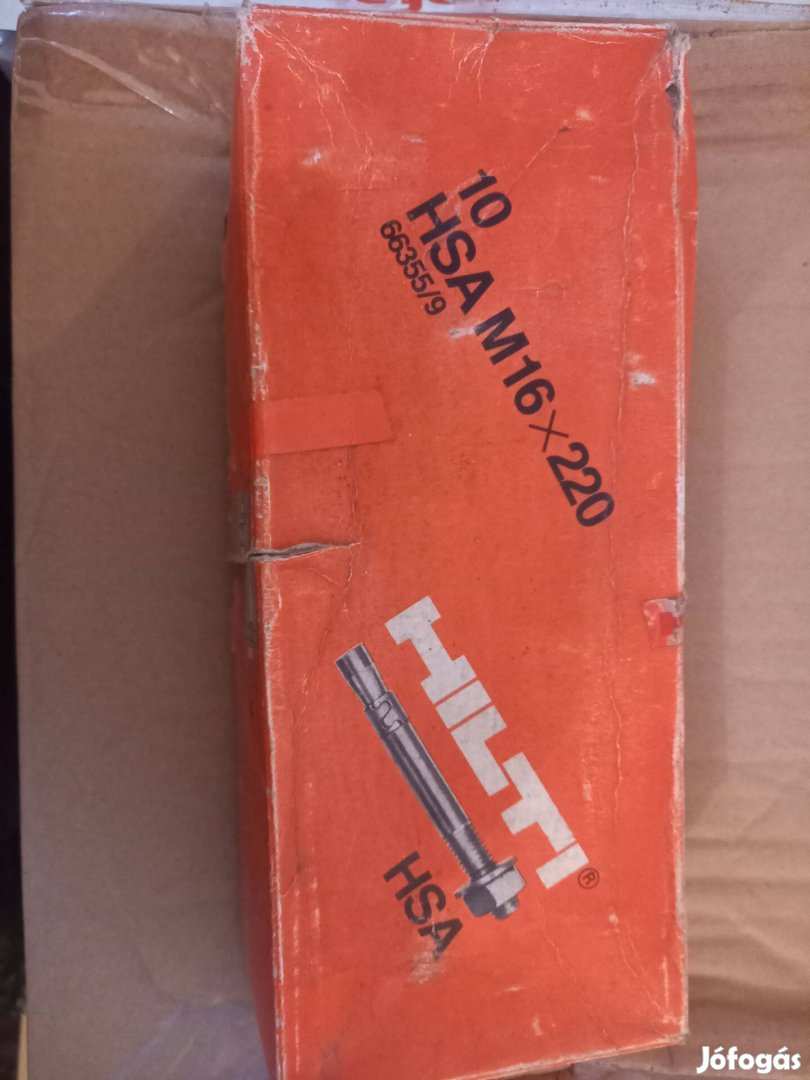 10
HSA M16×220
66355/9
HILTI®
HSA
Jófogás